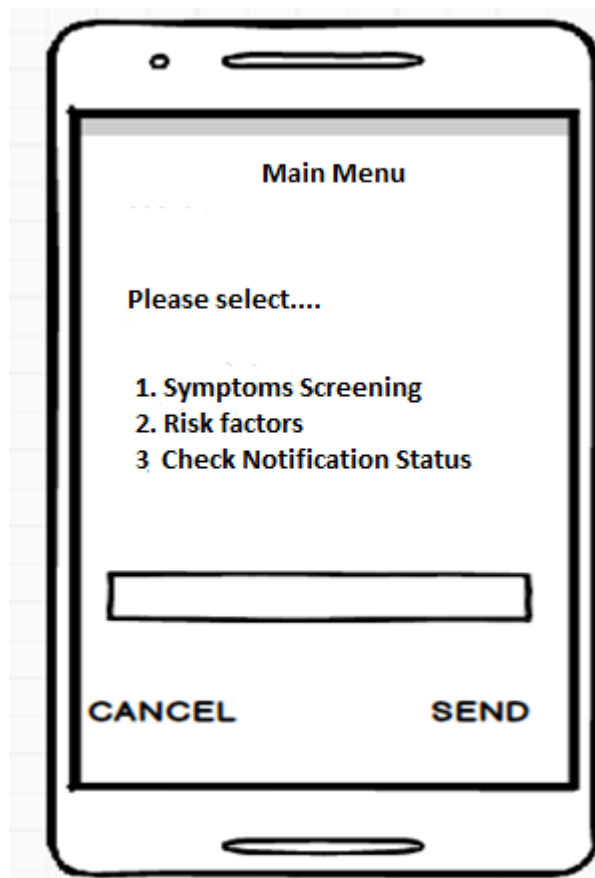 Main Menu
Please select....
1. Symptoms Screening
2. Risk factors
3 Check Notification Status
CANCEL SEND